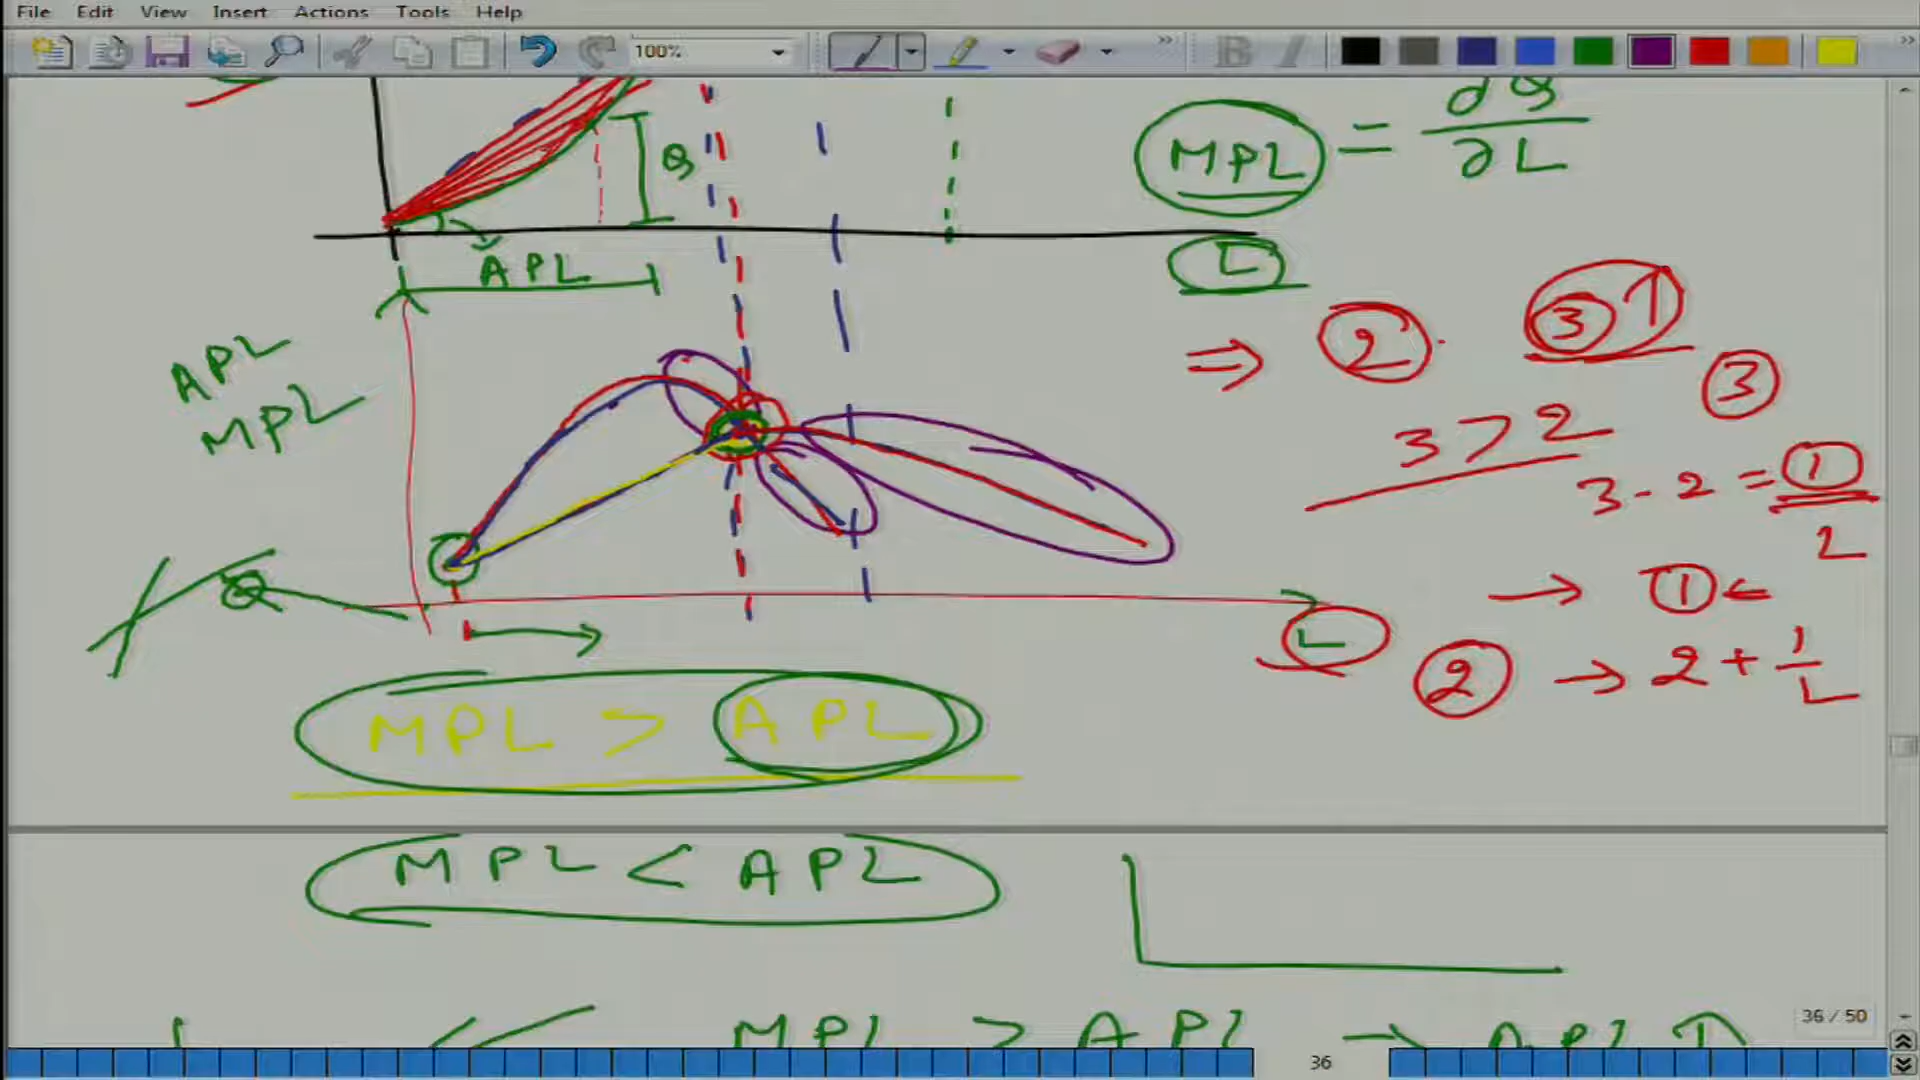 File Edit View Insert Actions Tools Help
100%
B I
Q
MPL = ∂Q
∂L
APL
L
APL
MPL
⇒ 2 3 ↑
3
3 > 2
3 - 2 = 1
2
→ 1 ←
L
2 → 2 + 1
L
MPL > APL
MPL < APL
MPL > APL → APL ↑
36 / 50
36